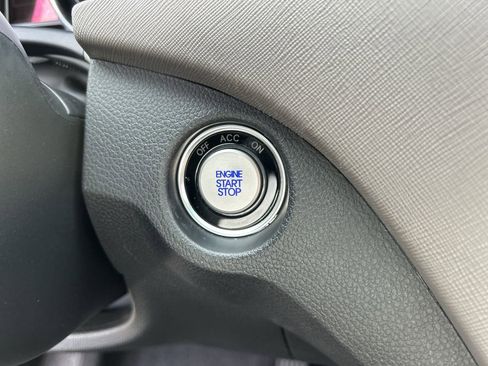 OFF ACC ON
ENGINE
START
STOP